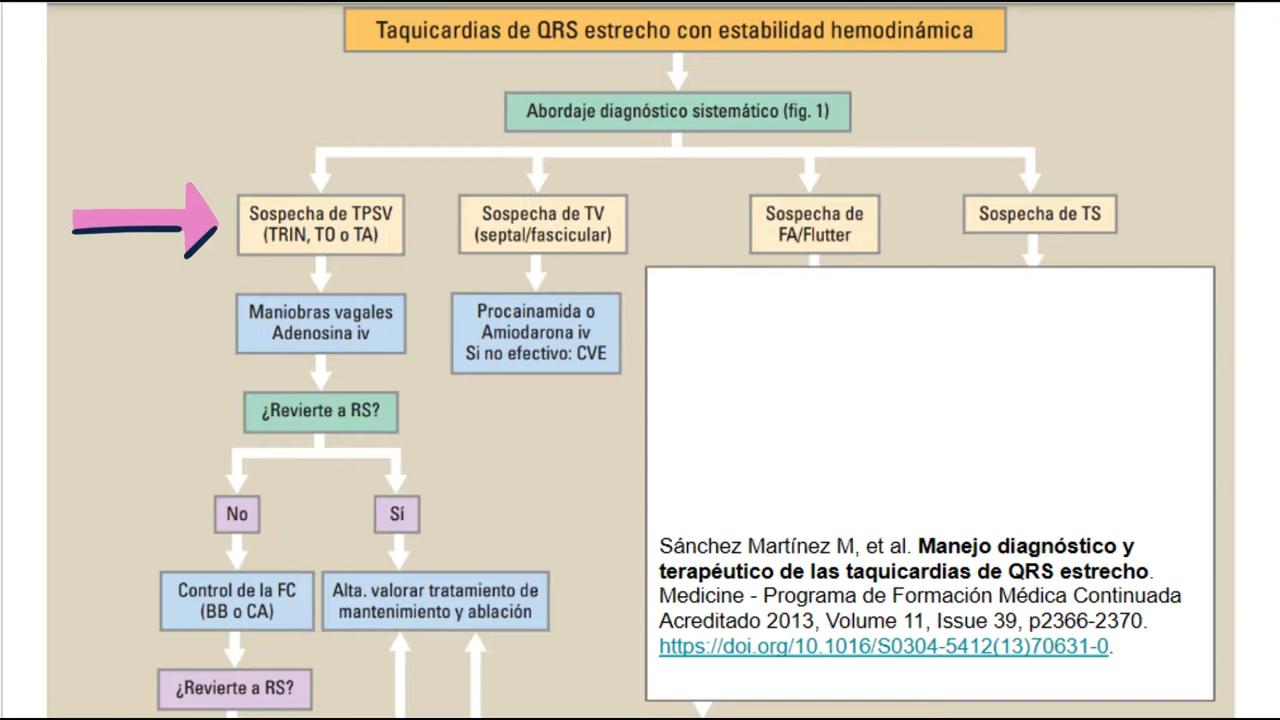 Taquicardias de QRS estrecho con estabilidad hemodinámica
Abordaje diagnóstico sistemático (fig. 1)
Sospecha de TPSV
(TRIN, TO o TA)
Sospecha de TV
(septal/fascicular)
Sospecha de
FA/Flutter
Sospecha de TS
Maniobras vagales
Adenosina iv
Procainamida o
Amiodarona iv
Si no efectivo: CVE
¿Revierte a RS?
No
Sí
Control de la FC
(BB o CA)
Alta. valorar tratamiento de
mantenimiento y ablación
¿Revierte a RS?
Sánchez Martínez M, et al. Manejo diagnóstico y
terapéutico de las taquicardias de QRS estrecho.
Medicine - Programa de Formación Médica Continuada
Acreditado 2013, Volume 11, Issue 39, p2366-2370.
https://doi.org/10.1016/S0304-5412(13)70631-0.